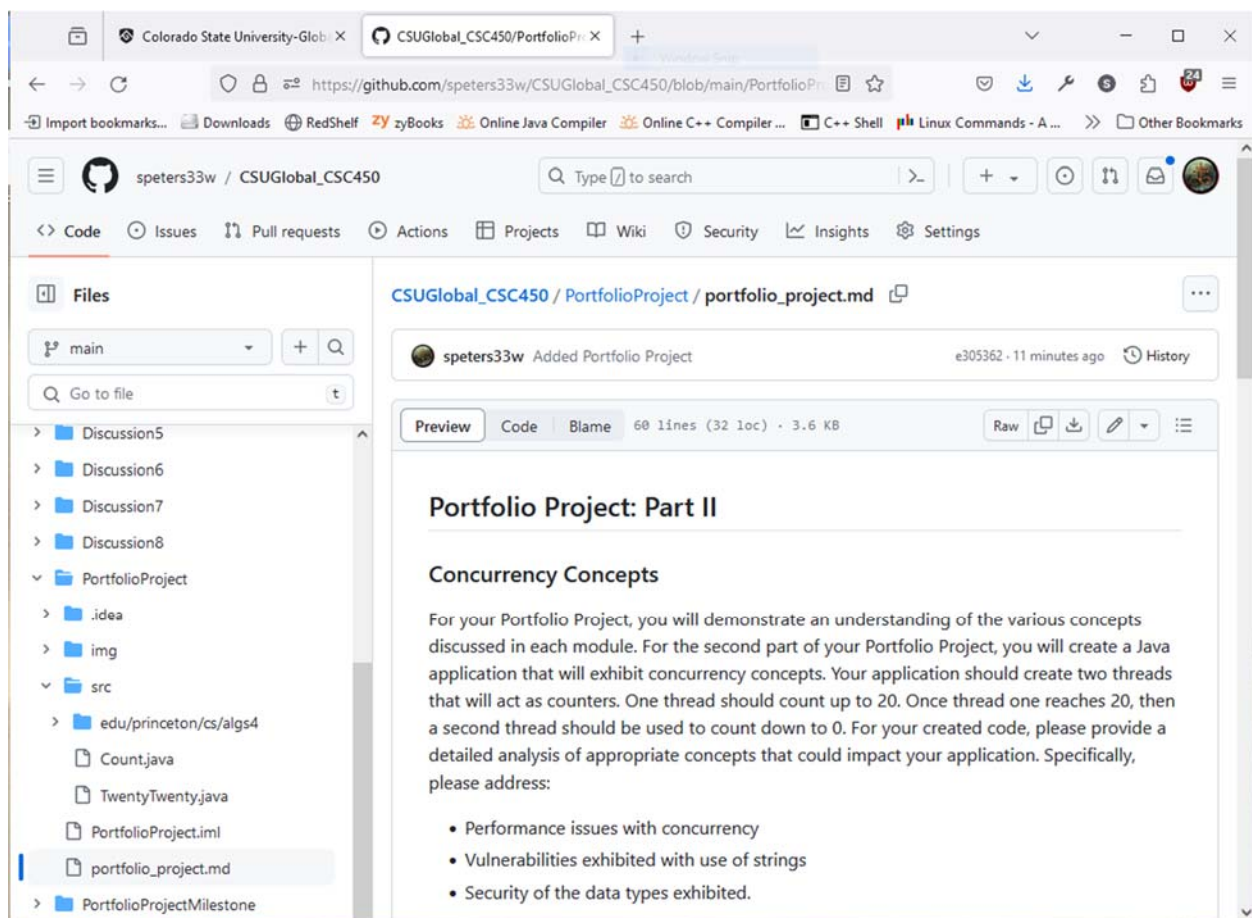 Colorado State University-Glob
CSUGlobal_CSC450/PortfolioPr
https://github.com/speters33w/CSUGlobal_CSC450/blob/main/PortfolioPr
24
Import bookmarks... Downloads RedShelf zyBooks Online Java Compiler Online C++ Compiler ... C++ Shell Linux Commands - A ... Other Bookmarks
speters33w / CSUGlobal_CSC450
Type / to search
Code Issues Pull requests Actions Projects Wiki Security Insights Settings
Files
main
Go to file t
Discussion5
Discussion6
Discussion7
Discussion8
PortfolioProject
.idea
img
src
edu/princeton/cs/algs4
Count.java
TwentyTwenty.java
PortfolioProject.iml
portfolio_project.md
PortfolioProjectMilestone
CSUGlobal_CSC450 / PortfolioProject / portfolio_project.md
speters33w Added Portfolio Project e305362 · 11 minutes ago History
Preview Code Blame 60 lines (32 loc) · 3.6 KB Raw
Portfolio Project: Part II
Concurrency Concepts
For your Portfolio Project, you will demonstrate an understanding of the various concepts
discussed in each module. For the second part of your Portfolio Project, you will create a Java
application that will exhibit concurrency concepts. Your application should create two threads
that will act as counters. One thread should count up to 20. Once thread one reaches 20, then
a second thread should be used to count down to 0. For your created code, please provide a
detailed analysis of appropriate concepts that could impact your application. Specifically,
please address:
• Performance issues with concurrency
• Vulnerabilities exhibited with use of strings
• Security of the data types exhibited.